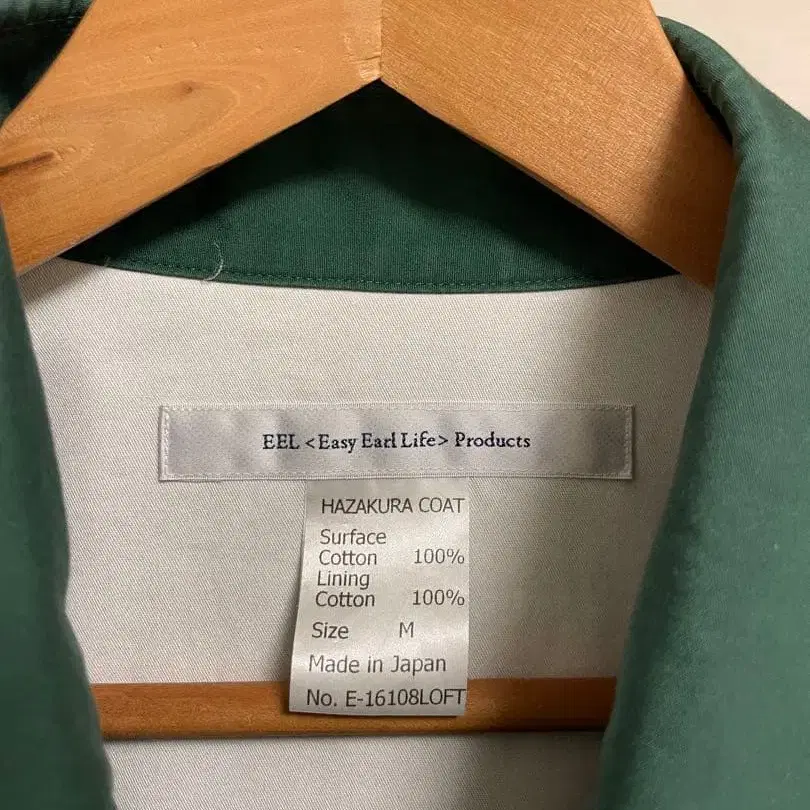 EEL <Easy Earl Life> Products
HAZAKURA COAT
Surface
Cotton 100%
Lining
Cotton 100%
Size M
Made in Japan
No. E-16108LOFT